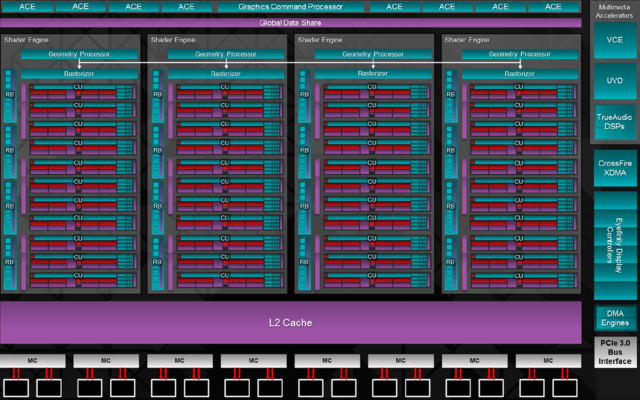 ACE ACE ACE ACE Graphics Command Processor ACE ACE ACE ACE
Global Data Share
Shader Engine Shader Engine Shader Engine Shader Engine
Geometry Processor Geometry Processor Geometry Processor Geometry Processor
Rasterizor Rasterizor Rasterizor Rasterizor
CU CU CU CU
RB RB RB RB
CU CU CU CU
CU CU CU CU
CU CU CU CU
RB RB RB RB
CU CU CU CU
CU CU CU CU
CU CU CU CU
RB RB RB RB
CU CU CU CU
CU CU CU CU
CU CU CU CU
RB RB RB RB
CU CU CU CU
L2 Cache
MC MC MC MC MC MC MC MC
Multimedia
Accelerators
VCE
UVD
TrueAudio
DSPs
CrossFire
XDMA
Eyefinity Display
Controllers
DMA
Engines
PCIe 3.0
Bus
Interface